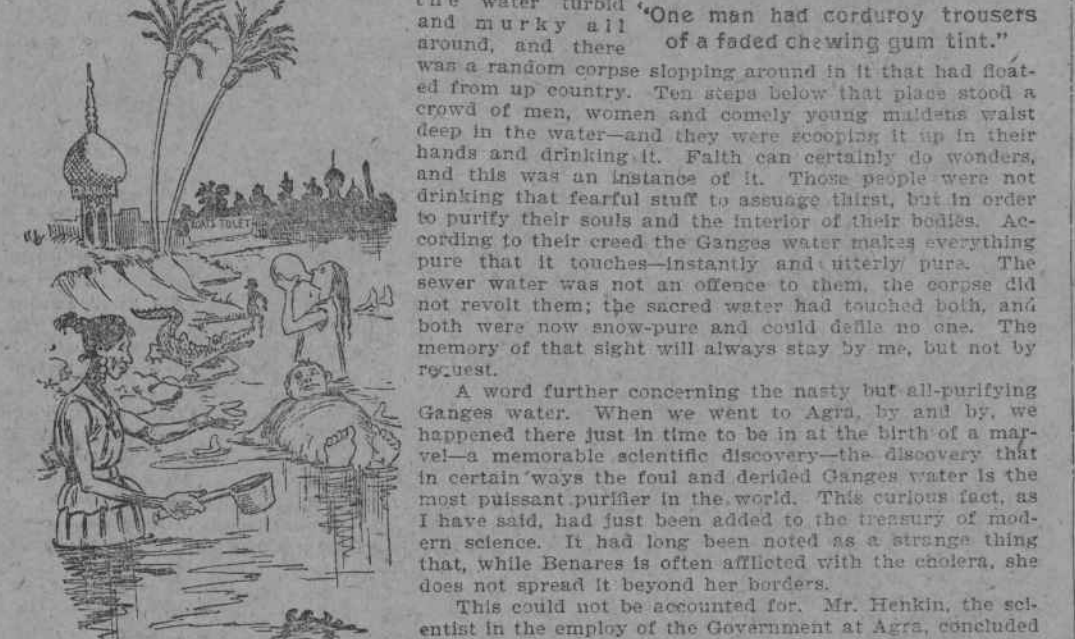 the water turbid
and murky all
around, and there
"One man had corduroy trousers
of a faded chewing gum tint."
was a random corpse slopping around in it that had float-
ed from up country. Ten steps below that place stood a
crowd of men, women and comely young maidens waist
deep in the water—and they were scooping it up in their
hands and drinking it. Faith can certainly do wonders,
and this was an instance of it. Those people were not
drinking that fearful stuff to assuage thirst, but in order
to purify their souls and the interior of their bodies. Ac-
cording to their creed the Ganges water makes everything
pure that it touches—instantly and utterly pure. The
sewer water was not an offence to them, the corpse did
not revolt them; the sacred water had touched both, and
both were now snow-pure and could defile no one. The
memory of that sight will always stay by me, but not by
request.
A word further concerning the nasty but all-purifying
Ganges water. When we went to Agra, by and by, we
happened there just in time to be in at the birth of a mar-
vel—a memorable scientific discovery—the discovery that
in certain ways the foul and derided Ganges water is the
most puissant purifier in the world. This curious fact, as
I have said, had just been added to the treasury of mod-
ern science. It had long been noted as a strange thing
that, while Benares is often afflicted with the cholera, she
does not spread it beyond her borders.
This could not be accounted for. Mr. Henkin, the sci-
entist in the employ of the Government at Agra, concluded
BOATS TO LET